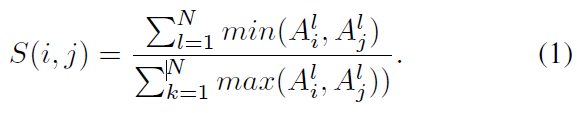 S(i, j) = \frac{\sum_{l=1}^{N} min(A_i^l, A_j^l)}{\sum_{k=1}^{N} max(A_i^l, A_j^l))}. (1)